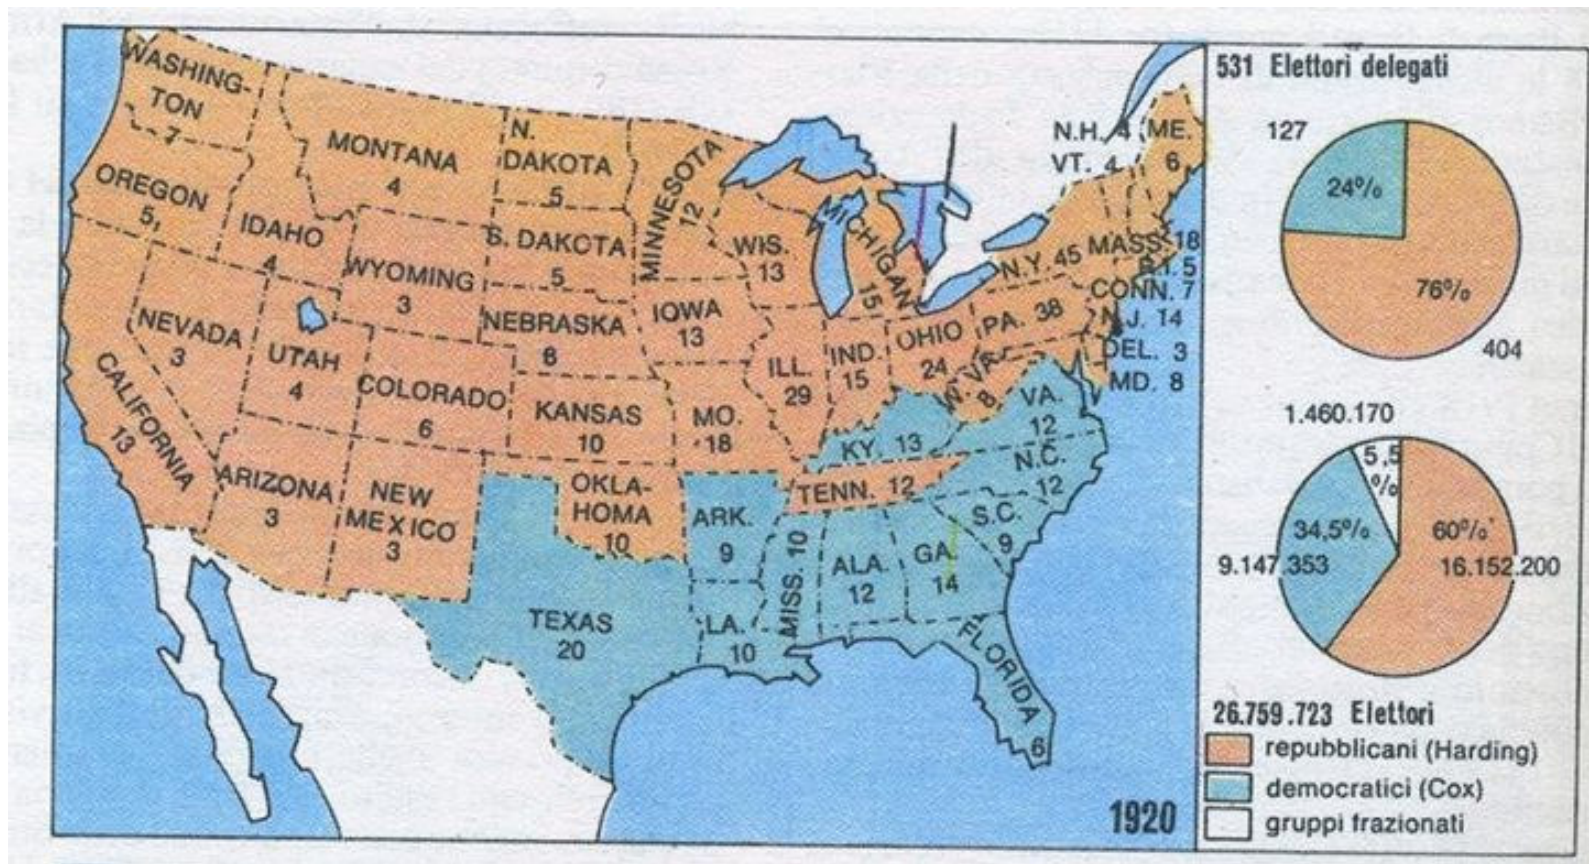 WASHING-
TON
7
OREGON
5
IDAHO
4
MONTANA
4
N.
DAKOTA
5
S. DAKOTA
5
MINNESOTA
12
WIS.
13
MICHIGAN
15
WYOMING
3
NEVADA
3
UTAH
4
CALIFORNIA
13
COLORADO
6
NEBRASKA
8
IOWA
13
KANSAS
10
MO.
18
ILL.
29
IND.
15
OHIO
24
PA. 38
W. VA.
8
N.Y. 45
N.H. 4
VT. 4
ME.
6
MASS. 18
R.I. 5
CONN. 7
N.J. 14
DEL. 3
MD. 8
VA.
12
KY. 13
N.C.
12
TENN. 12
S.C.
9
ARIZONA
3
NEW
MEXICO
3
OKLA-
HOMA
10
ARK.
9
MISS. 10
ALA.
12
GA.
14
TEXAS
20
LA.
10
FLORIDA
6
1920
531 Elettori delegati
127
24%
76%
404
1.460.170
5,5
%
34,5%
60%
9.147.353
16.152.200
26.759.723 Elettori
repubblicani (Harding)
democratici (Cox)
gruppi frazionati